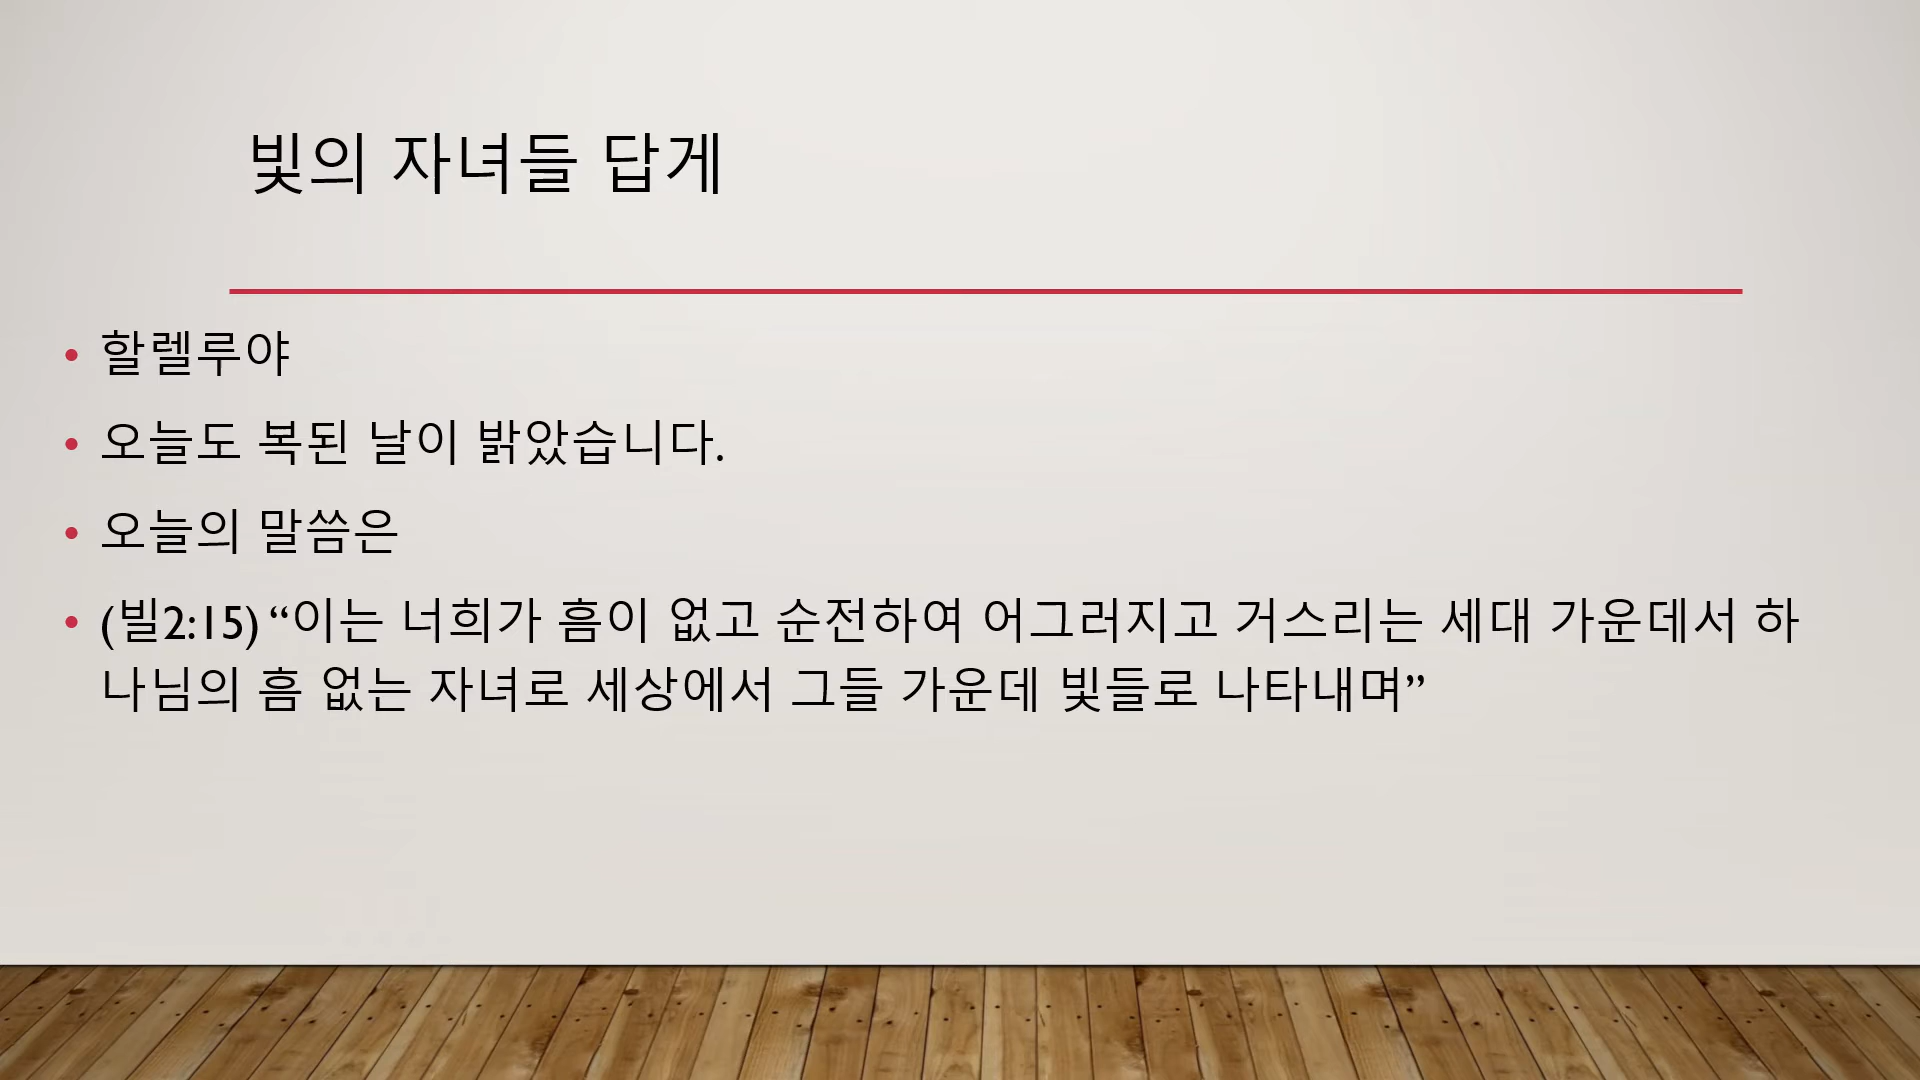 빛의 자녀들 답게
• 할렐루야
• 오늘도 복된 날이 밝았습니다.
• 오늘의 말씀은
• (빌2:15) “이는 너희가 흠이 없고 순전하여 어그러지고 거스리는 세대 가운데서 하
나님의 흠 없는 자녀로 세상에서 그들 가운데 빛들로 나타내며”